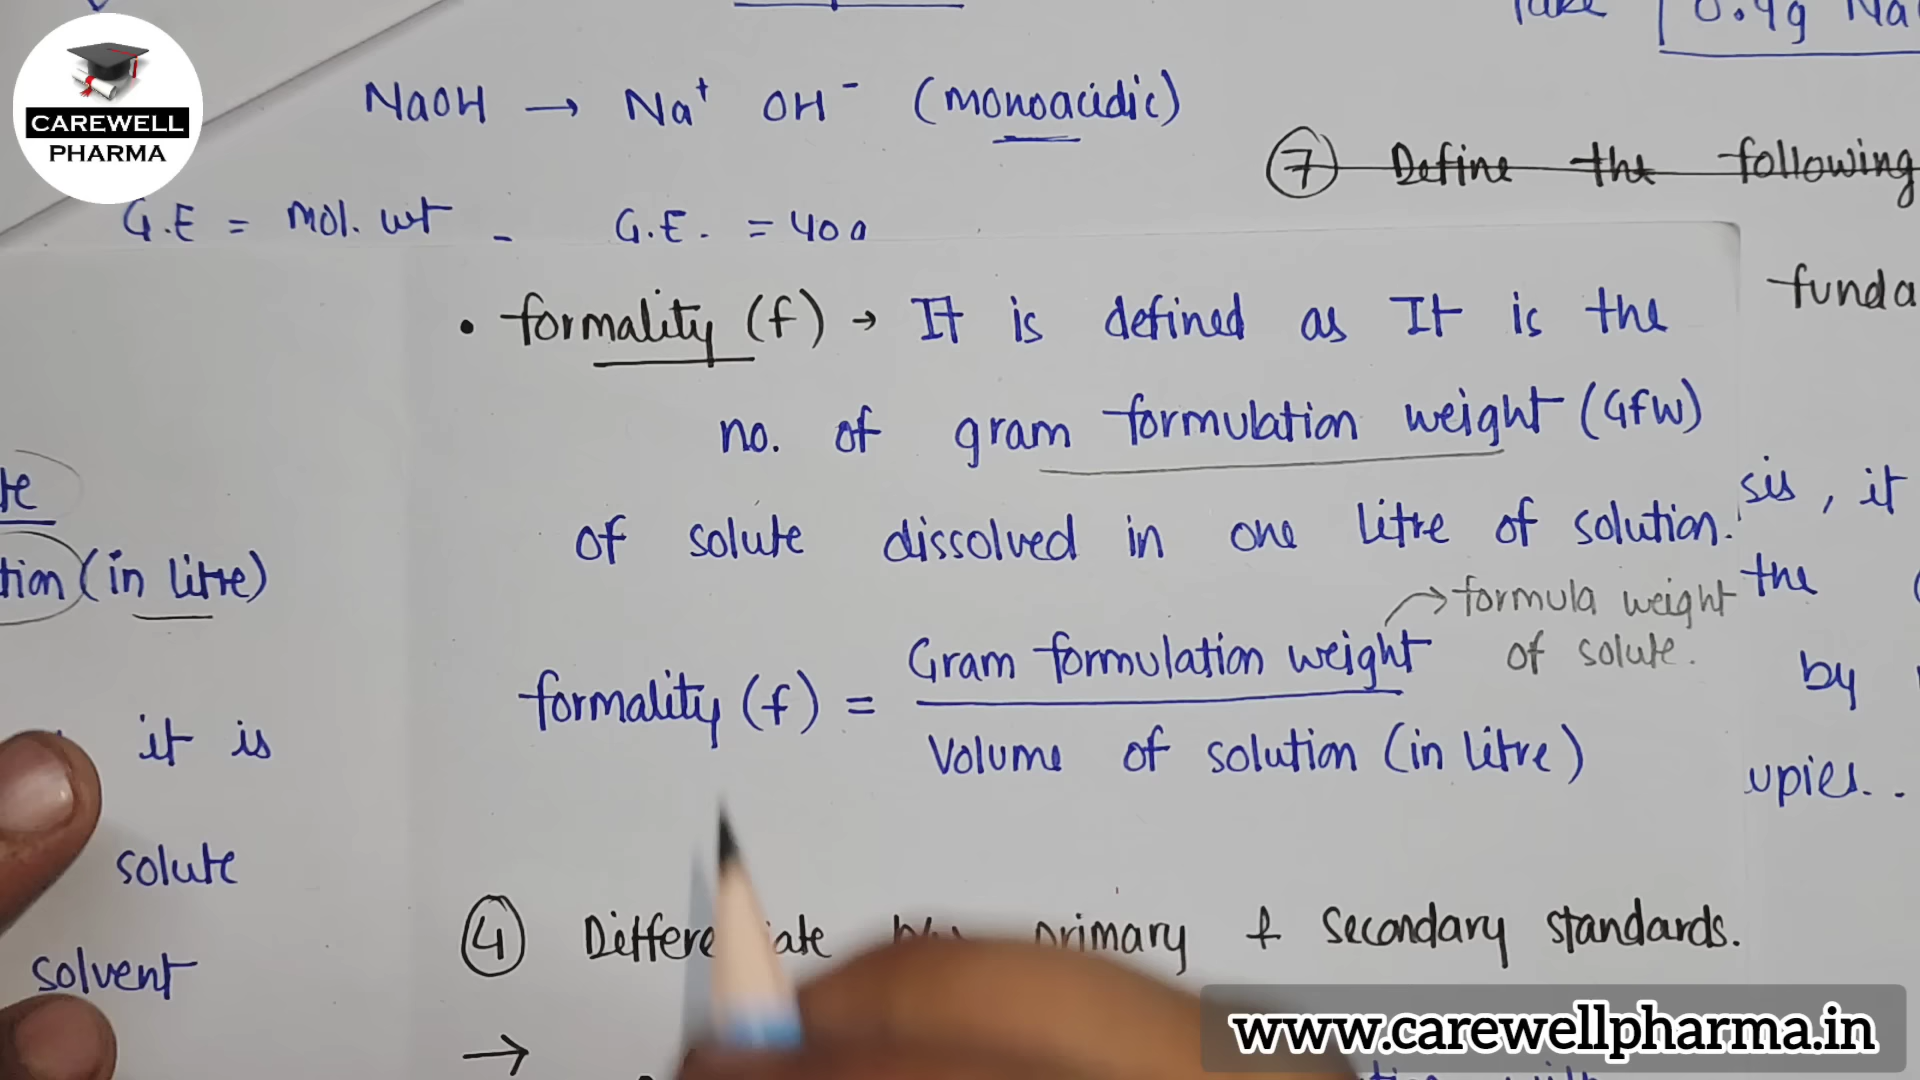 CAREWELL
PHARMA
NaOH → Na⁺ OH⁻ (monoacidic)
G.E = mol. wt - G.E. = 40
0.4g
7 Define the following
funda
• formality (f) → It is defined as It is the
no. of gram formulation weight (Gfw)
of solute dissolved in one litre of solution.
→ formula weight
of solute.
formality (f) = Gram formulation weight
Volume of solution (in litre)
tion (in litre)
it is
solute
solvent
sis, it
the
by
upies..
4 Differentiate primary & secondary standards.
→
www.carewellpharma.in